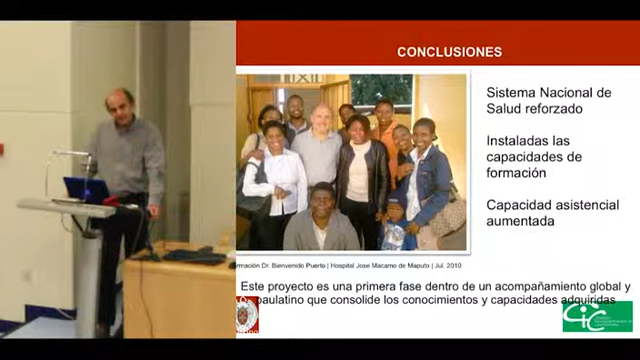 CONCLUSIONES
Sistema Nacional de
Salud reforzado
Instaladas las
capacidades de
formación
Capacidad asistencial
aumentada
rmación Dr. Bienvenido Puerto | Hospital Jose Macamo de Maputo | Jul. 2010
Este proyecto es una primera fase dentro de un acompañamiento global y
paulatino que consolide los conocimientos y capacidades adquiridas